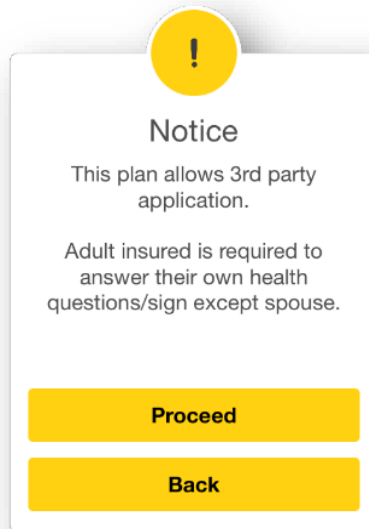 !
Notice
This plan allows 3rd party
application.
Adult insured is required to
answer their own health
questions/sign except spouse.
Proceed
Back